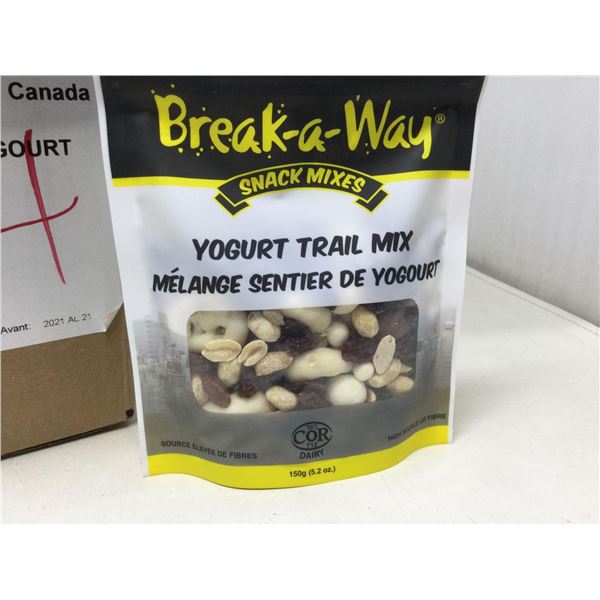 Canada
GOURT
4
Avant: 2021 AL 21
Break-a-Way®
SNACK MIXES
YOGURT TRAIL MIX
MÉLANGE SENTIER DE YOGOURT
COR
DAIRY
SOURCE ÉLEVÉE DE FIBRES
HIGH SOURCE OF FIBRE
150g (5.2 oz.)